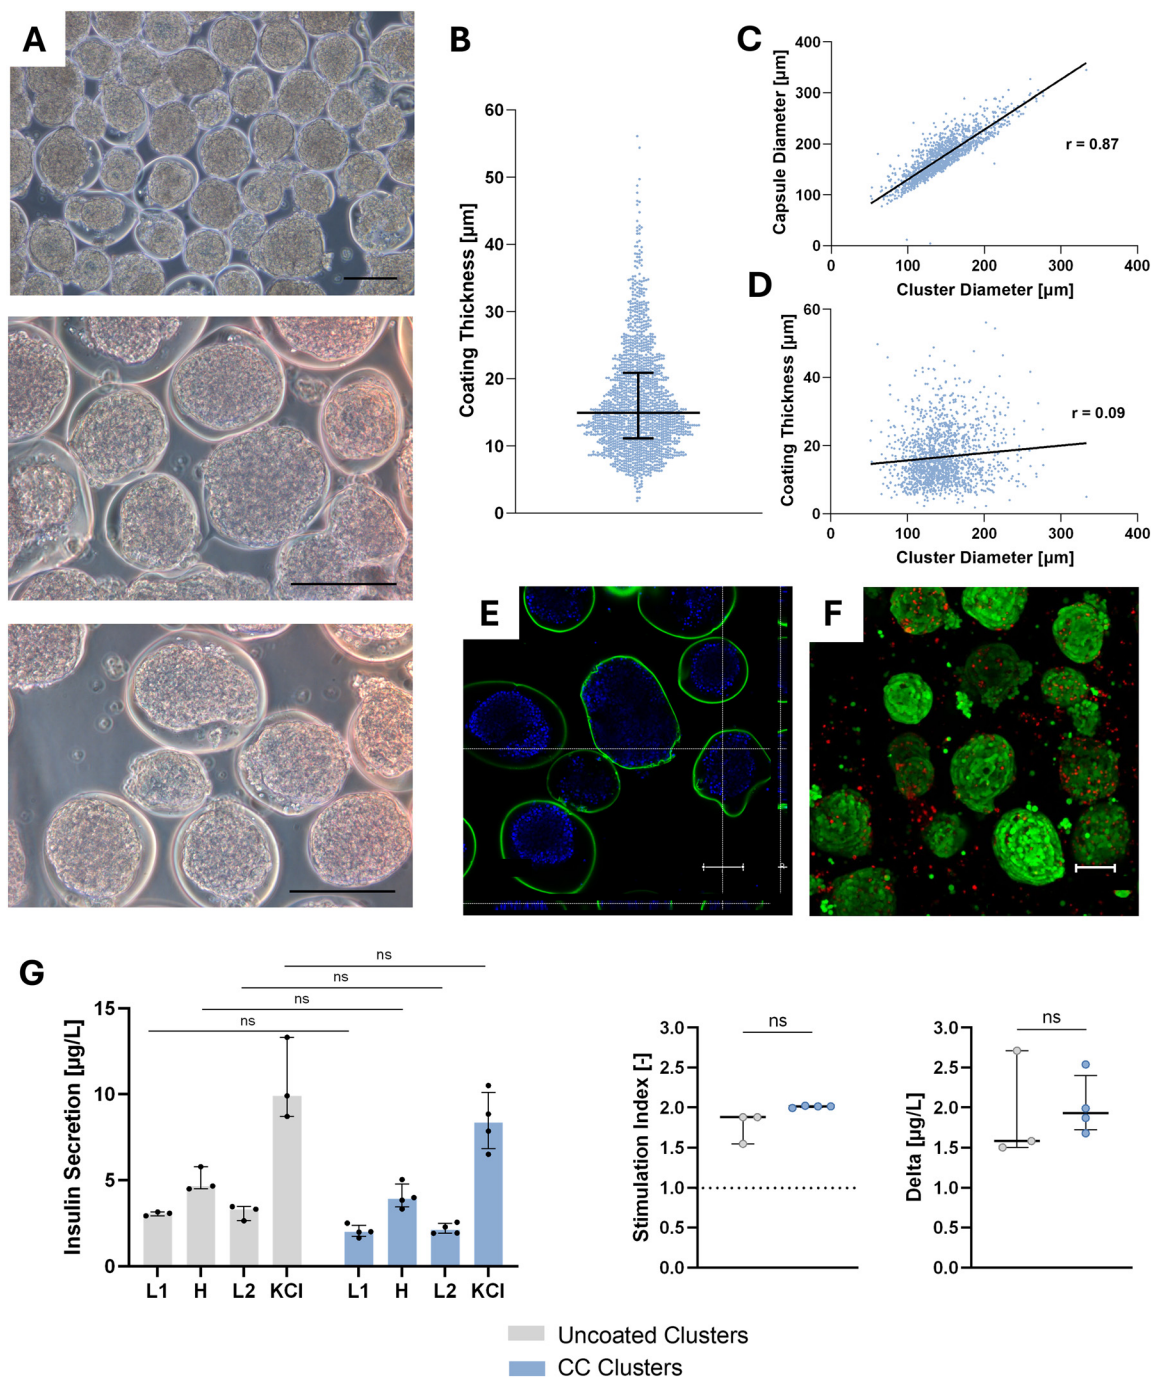 A
B
Coating Thickness [µm]
60
50
40
30
20
10
0
C
Capsule Diameter [µm]
400
300
200
100
0
r = 0.87
0 100 200 300 400
Cluster Diameter [µm]
D
Coating Thickness [µm]
60
40
20
0
r = 0.09
0 100 200 300 400
Cluster Diameter [µm]
E
F
G
ns
ns
ns
ns
Insulin Secretion [µg/L]
15
10
5
0
L1 H L2 KCl L1 H L2 KCl
ns
Stimulation Index [-]
3.0
2.5
2.0
1.5
1.0
0.5
0.0
ns
Delta [µg/L]
3.0
2.5
2.0
1.5
1.0
0.5
0.0
Uncoated Clusters
CC Clusters